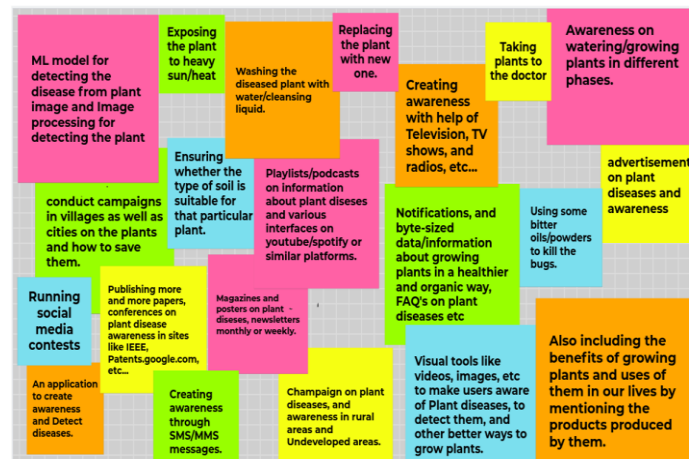 ML model for
detecting the
disease from plant
image and Image
processing for
detecting the plant
Exposing
the plant
to heavy
sun/heat
Washing the
diseased plant with
water/cleansing
liquid.
Replacing
the plant
with new
one.
Creating
awareness
with help of
Television, TV
shows, and
radios, etc...
Taking
plants to
the doctor
Awareness on
watering/growing
plants in different
phases.
conduct campaigns
in villages as well as
cities on the plants
and how to save
them.
Ensuring
whether the
type of soil is
suitable for
that particular
plant.
Playlists/podcasts
on information
about plant diseses
and various
interfaces on
youtube/spotify or
similar platforms.
Notifications, and
byte-sized
data/information
about growing
plants in a healthier
and organic way,
FAQ's on plant
diseases etc
Using some
bitter
oils/powders
to kill the
bugs.
advertisement
on plant
diseases and
awareness
Running
social
media
contests
Publishing more
and more papers,
conferences on
plant disease
awareness in sites
like IEEE,
Patents.google.com,
etc...
Magazines and
posters on plant
diseses, newsletters
monthly or weekly.
An application
to create
awareness
and Detect
diseases.
Creating
awareness
through
SMS/MMS
messages.
Champaign on plant
diseases, and
awareness in rural
areas and
Undeveloped areas.
Visual tools like
videos, images, etc
to make users aware
of Plant diseases, to
detect them, and
other better ways to
grow plants.
Also including the
benefits of growing
plants and uses of
them in our lives by
mentioning the
products produced
by them.